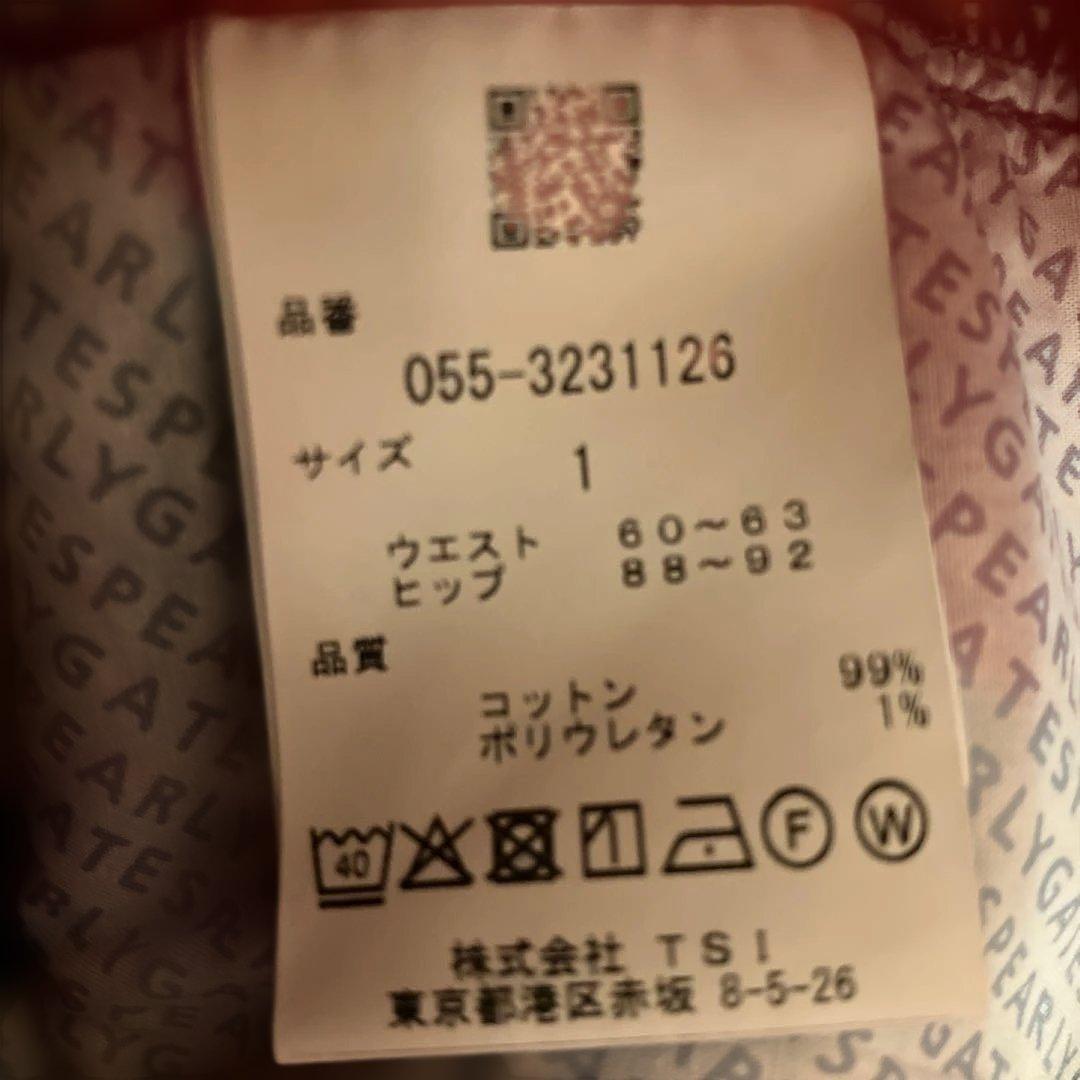 品番
055-3231126
サイズ 1
ウエスト 60～63
ヒップ 88～92
品質
コットン 99%
ポリウレタン 1%
40
F W
株式会社 TSI
東京都港区赤坂 8-5-26